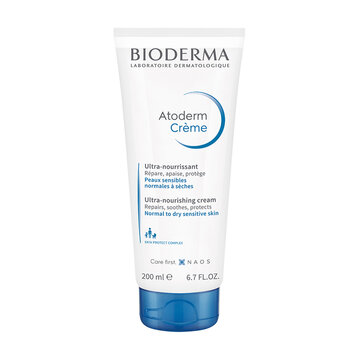 BIODERMA
LABORATOIRE DERMATOLOGIQUE
Atoderm
Crème
Ultra-nourrissant
Répare, apaise, protège
Peaux sensibles
normales à sèches
Ultra-nourishing cream
Repairs, soothes, protects
Normal to dry sensitive skin
SKIN PROTECT COMPLEX
Care first. NAOS
200 ml ℮ 6.7 FL.OZ.